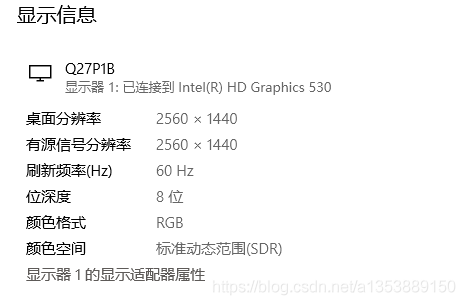 显示信息
Q27P1B
显示器 1: 已连接到 Intel(R) HD Graphics 530
桌面分辨率 2560 × 1440
有源信号分辨率 2560 × 1440
刷新频率(Hz) 60 Hz
位深度 8 位
颜色格式 RGB
颜色空间 标准动态范围(SDR)
显示器 1 的显示适配器属性
https://blog.csdn.net/a1353889150